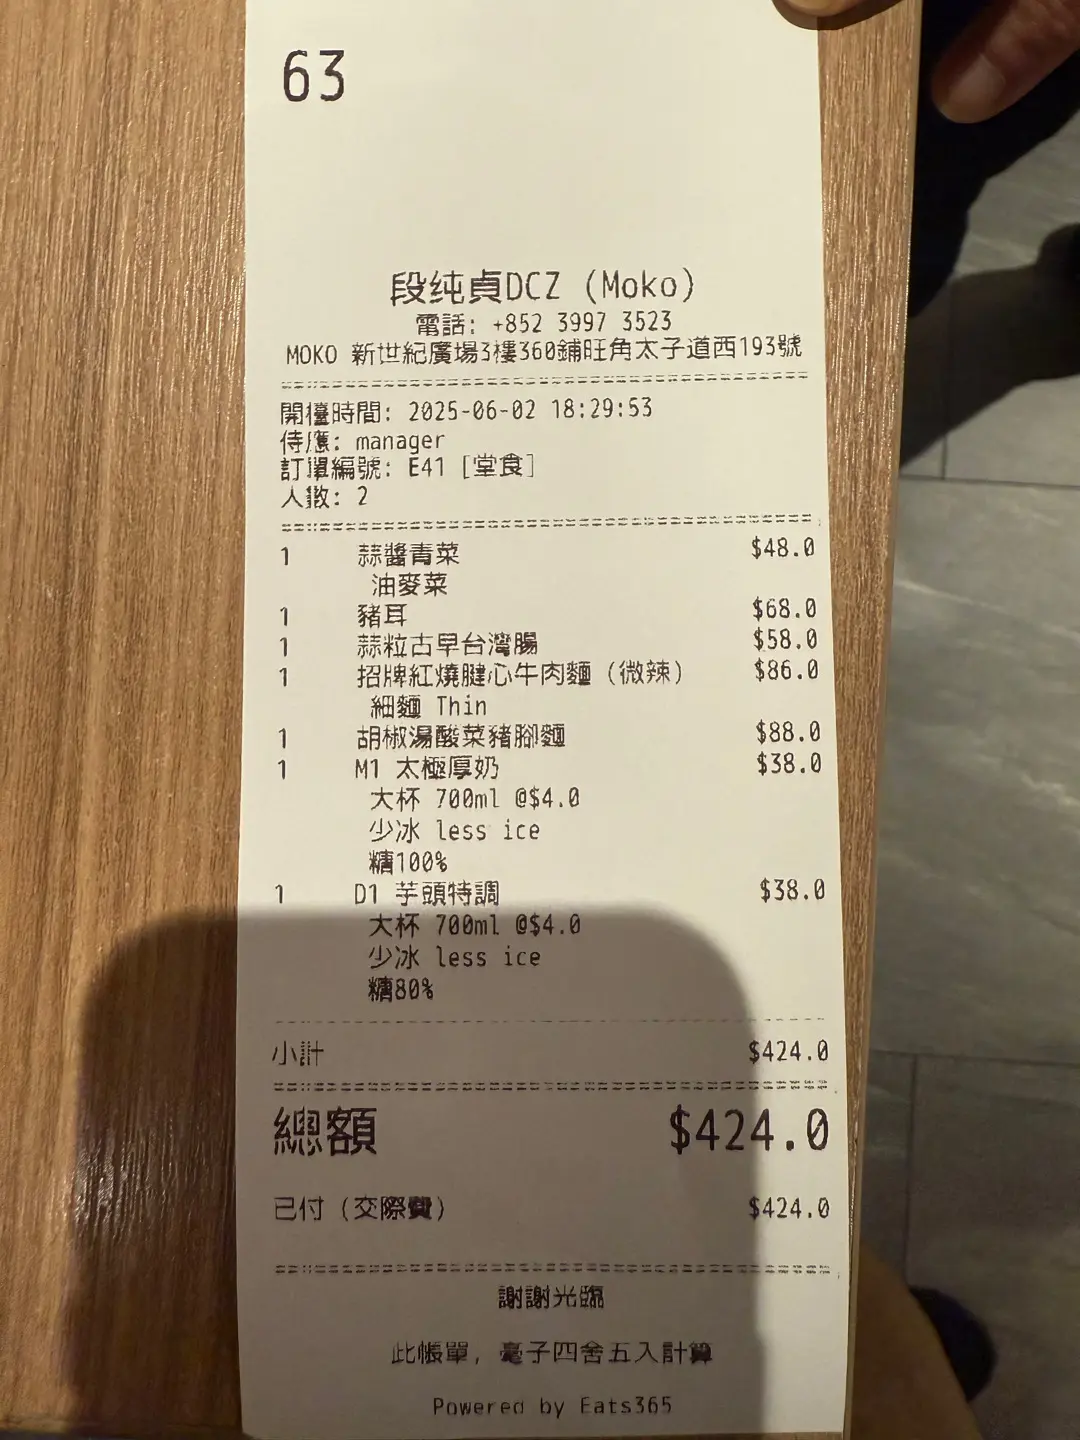 63
段纯貞DCZ (Moko)
電話: +852 3997 3523
MOKO 新世紀廣場3樓360鋪旺角太子道西193號
開檯時間: 2025-06-02 18:29:53
侍應: manager
訂單編號: E41 [堂食]
人數: 2
1 蒜醬青菜 $48.0
油麥菜
1 豬耳 $68.0
1 蒜粒古早台灣腸 $58.0
1 招牌紅燒腱心牛肉麵 (微辣) $86.0
細麵 Thin
1 胡椒湯酸菜豬腳麵 $88.0
1 M1 太極厚奶 $38.0
大杯 700ml @$4.0
少冰 less ice
糖100%
1 D1 芋頭特調 $38.0
大杯 700ml @$4.0
少冰 less ice
糖80%
小計 $424.0
總額 $424.0
已付 (交際費) $424.0
謝謝光臨
此帳單, 毫子四舍五入計算
Powered by Eats365